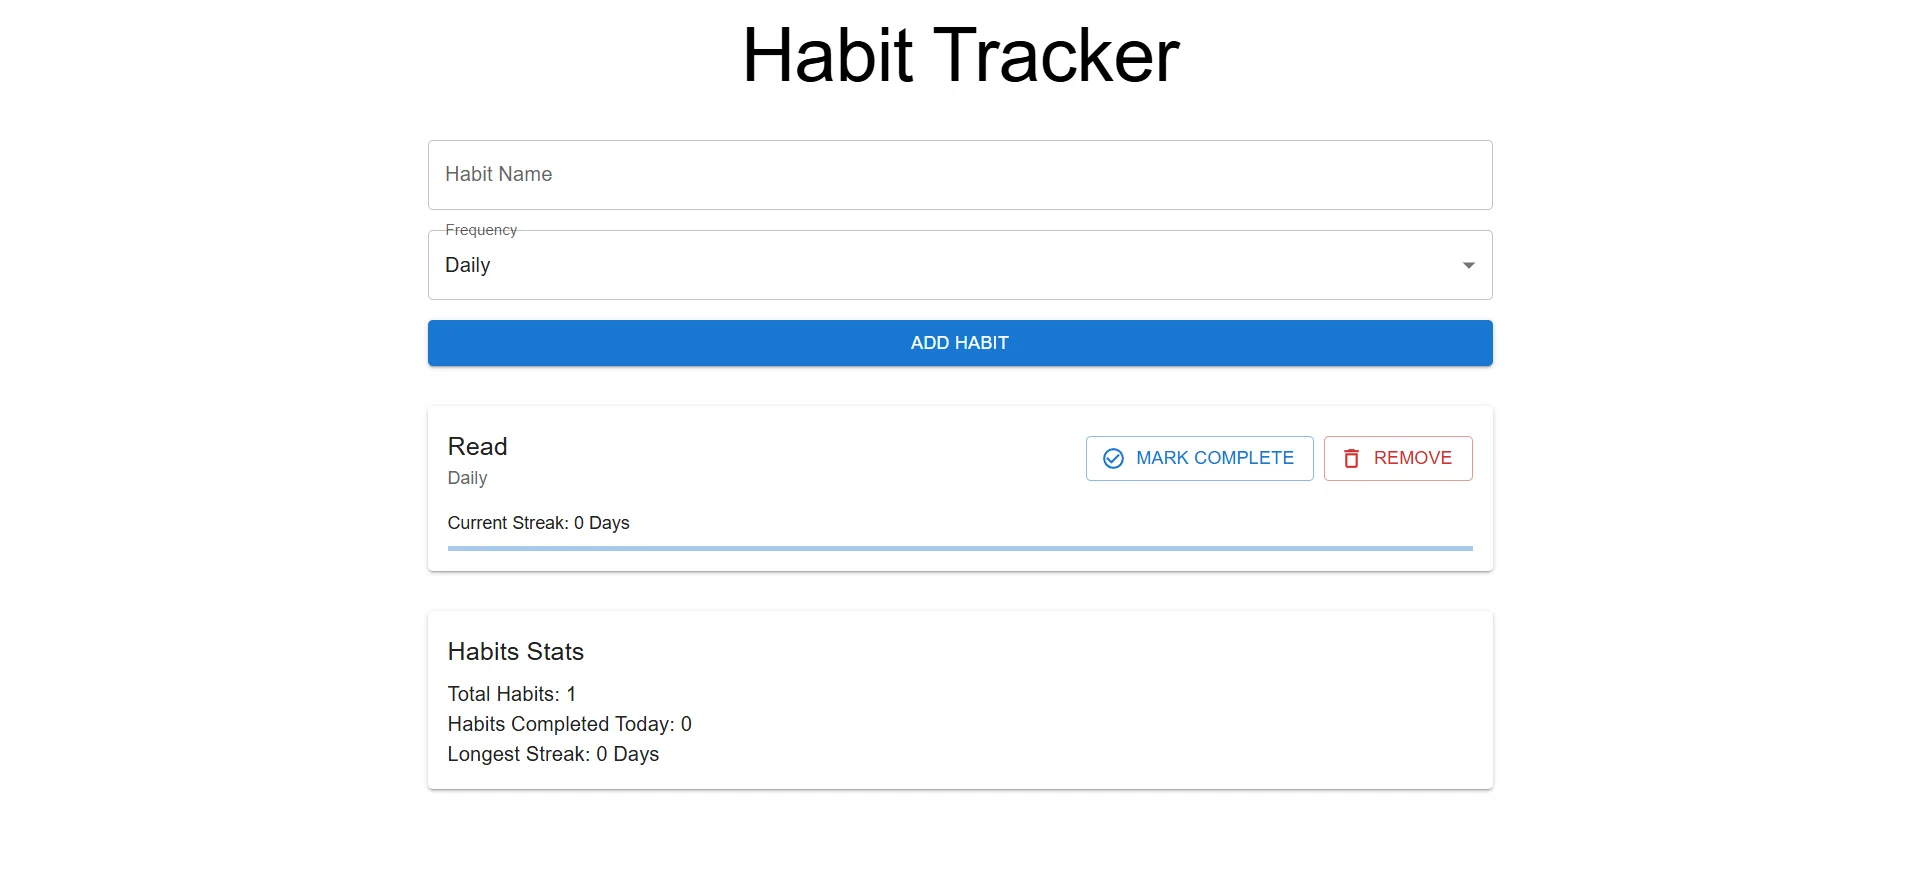 Habit Tracker
Habit Name
Frequency
Daily
ADD HABIT
Read
MARK COMPLETE
REMOVE
Daily
Current Streak: 0 Days
Habits Stats
Total Habits: 1
Habits Completed Today: 0
Longest Streak: 0 Days